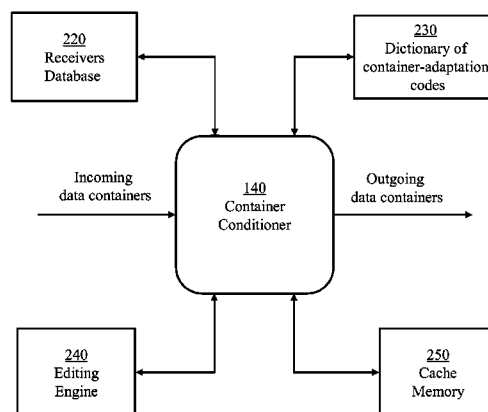 220
Receivers
Database
230
Dictionary of
container-adaptation
codes
Incoming
data containers
140
Container
Conditioner
Outgoing
data containers
240
Editing
Engine
250
Cache
Memory